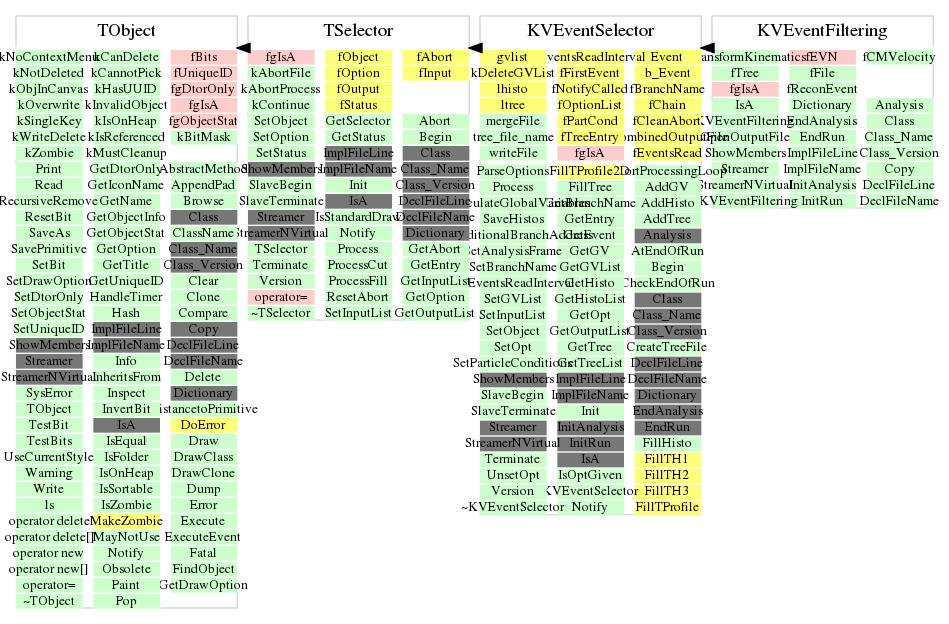 TObject
kNoContextMenu kCanDelete fBits
kNotDeleted kCannotPick fUniqueID
kObjInCanvas kHasUUID fgDtorOnly
kOverwrite kInvalidObject fgIsA
kSingleKey kIsOnHeap fgObjectStat
kWriteDelete kIsReferenced kBitMask
kZombie kMustCleanup
Print GetDtorOnly AbstractMethod
Read GetIconName AppendPad
RecursiveRemove GetName Browse
ResetBit GetObjectInfo Class
SaveAs GetObjectStat ClassName
SavePrimitive GetOption Class_Name
SetBit GetTitle Class_Version
SetDrawOption GetUniqueID Clear
SetDtorOnly HandleTimer Clone
SetObjectStat Hash Compare
SetUniqueID ImplFileLine Copy
ShowMembers ImplFileName DeclFileLine
Streamer Info DeclFileName
StreamerNVirtual InheritsFrom Delete
SysError Inspect Dictionary
TObject InvertBit istancetoPrimitive
TestBit IsA DoError
TestBits IsEqual Draw
UseCurrentStyle IsFolder DrawClass
Warning IsOnHeap DrawClone
Write IsSortable Dump
ls IsZombie Error
operator delete MakeZombie Execute
operator delete[] MayNotUse ExecuteEvent
operator new Notify Fatal
operator new[] Obsolete FindObject
operator= Paint GetDrawOption
~TObject Pop
TSelector
fgIsA fObject fAbort
kAbortFile fOption fInput
kAbortProcess fOutput
kContinue fStatus
SetObject GetSelector Abort
SetOption GetStatus Begin
SetStatus ImplFileLine Class
ShowMembers ImplFileName Class_Name
SlaveBegin Init Class_Version
SlaveTerminate IsA DeclFileLine
Streamer IsStandardDraw DeclFileName
treamerNVirtual Notify Dictionary
TSelector Process GetAbort
Terminate ProcessCut GetEntry
Version ProcessFill GetInputList
operator= ResetAbort GetOption
~TSelector SetInputList GetOutputList
KVEventSelector
gvlist ventsReadInterval Event
kDeleteGVList fFirstEvent b_Event
lhisto fNotifyCalled fBranchName
ltree fOptionList fChain
mergeFile fPartCond fCleanAbort
tree_file_name fTreeEntry ombinedOutputFile
writeFile fgIsA fEventsRead
ParseOptions FillTProfile2D ortProcessingLoop
Process FillTree AddGV
ulateGlobalVariables BranchName AddHisto
SaveHistos GetEntry AddTree
ditionalBranchAddress GetEvent Analysis
etAnalysisFrame GetGV AtEndOfRun
SetBranchName GetGVList Begin
EventsReadInterval GetHisto CheckEndOfRun
SetGVList GetHistoList Class
SetInputList GetOpt Class_Name
SetObject GetOutputList Class_Version
SetOpt GetTree CreateTreeFile
SetParticleConditions GetTreeList DeclFileLine
ShowMembers ImplFileLine DeclFileName
SlaveBegin ImplFileName Dictionary
SlaveTerminate Init EndAnalysis
Streamer InitAnalysis EndRun
StreamerNVirtual InitRun FillHisto
Terminate IsA FillTH1
UnsetOpt IsOptGiven FillTH2
Version KVEventSelector FillTH3
~KVEventSelector Notify FillTProfile
KVEventFiltering
ansformKinematics fEVN fCMVelocity
fTree fFile
fgIsA fReconEvent
IsA Dictionary Analysis
KVEventFiltering EndAnalysis Class
OutputFile EndRun Class_Name
ShowMembers ImplFileLine Class_Version
Streamer ImplFileName Copy
StreamerNVirtual InitAnalysis DeclFileLine
KVEventFiltering InitRun DeclFileName